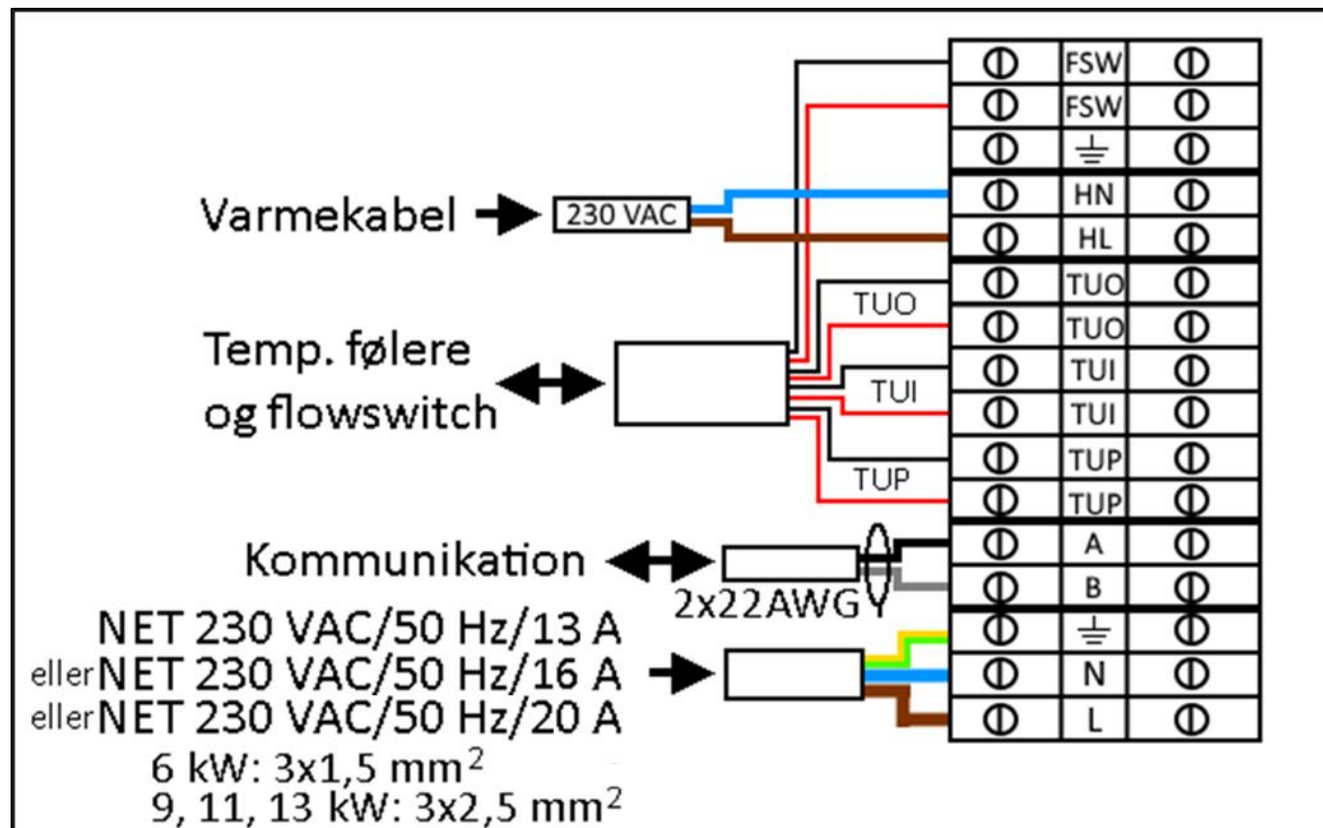 FSW
FSW
Varmekabel
230 VAC
HN
HL
TUO
TUO
TUO
Temp. følere
og flowswitch
TUI
TUI
TUI
TUP
TUP
TUP
Kommunikation
2x22AWG
A
B
NET 230 VAC/50 Hz/13 A
eller NET 230 VAC/50 Hz/16 A
eller NET 230 VAC/50 Hz/20 A
6 kW: 3x1,5 mm²
9, 11, 13 kW: 3x2,5 mm²
N
L